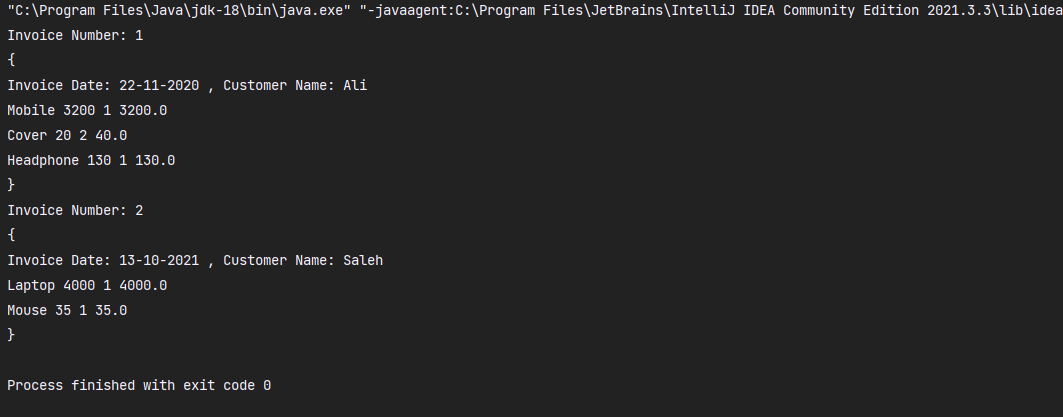 "C:\Program Files\Java\jdk-18\bin\java.exe" "-javaagent:C:\Program Files\JetBrains\IntelliJ IDEA Community Edition 2021.3.3\lib\idea
Invoice Number: 1
{
Invoice Date: 22-11-2020 , Customer Name: Ali
Mobile 3200 1 3200.0
Cover 20 2 40.0
Headphone 130 1 130.0
}
Invoice Number: 2
{
Invoice Date: 13-10-2021 , Customer Name: Saleh
Laptop 4000 1 4000.0
Mouse 35 1 35.0
}
Process finished with exit code 0